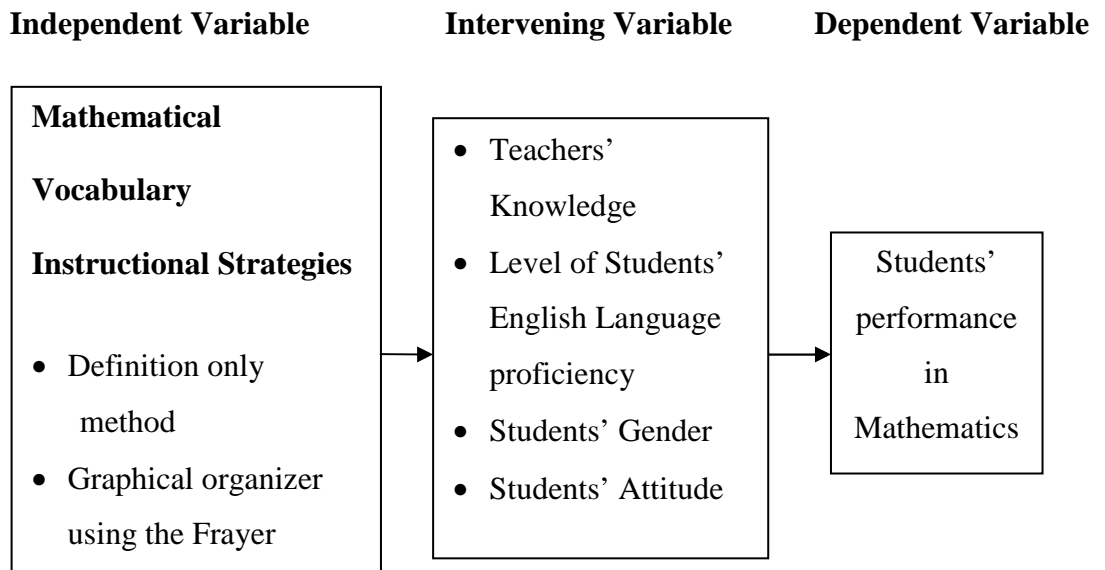 Independent Variable
Intervening Variable
Dependent Variable
Mathematical
Vocabulary
Instructional Strategies
• Definition only
method
• Graphical organizer
using the Frayer
• Teachers’
Knowledge
• Level of Students’
English Language
proficiency
• Students’ Gender
• Students’ Attitude
Students’
performance
in
Mathematics